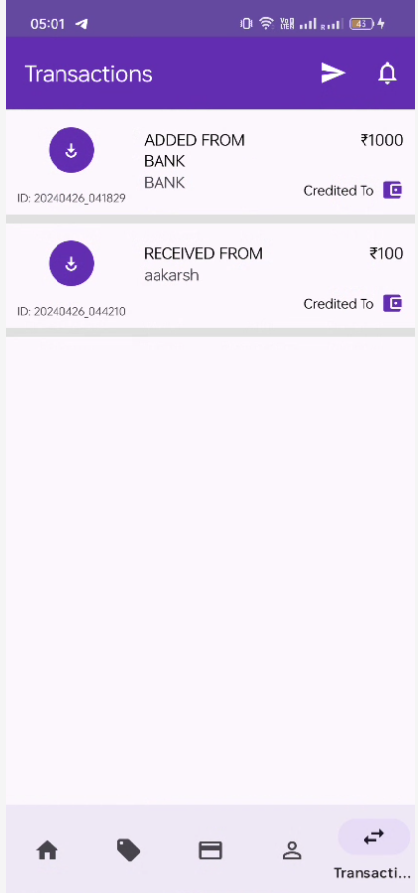 05:01
45
Transactions
ADDED FROM ₹1000
BANK
BANK
Credited To
ID: 20240426_041829
RECEIVED FROM ₹100
aakarsh
Credited To
ID: 20240426_044210
Transacti...